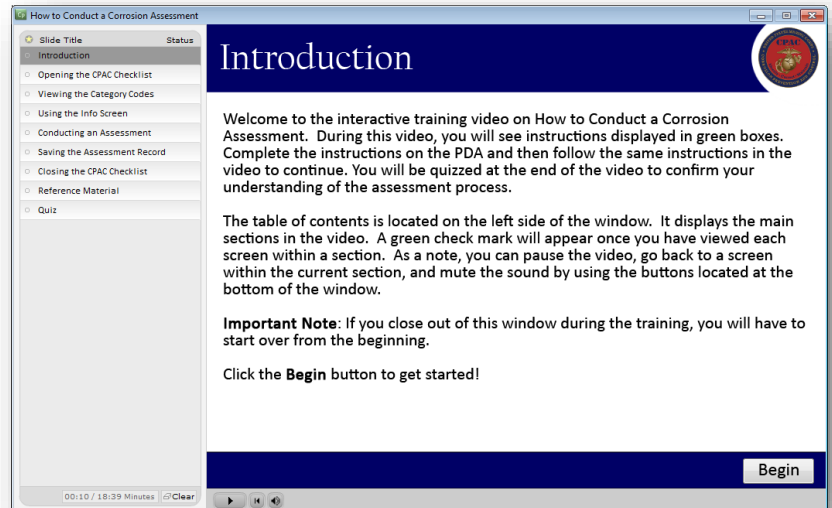 How to Conduct a Corrosion Assessment
Slide Title Status
Introduction
Opening the CPAC Checklist
Viewing the Category Codes
Using the Info Screen
Conducting an Assessment
Saving the Assessment Record
Closing the CPAC Checklist
Reference Material
Quiz
00:10 / 18:39 Minutes Clear
Introduction
CPAC
Welcome to the interactive training video on How to Conduct a Corrosion
Assessment. During this video, you will see instructions displayed in green boxes.
Complete the instructions on the PDA and then follow the same instructions in the
video to continue. You will be quizzed at the end of the video to confirm your
understanding of the assessment process.
The table of contents is located on the left side of the window. It displays the main
sections in the video. A green check mark will appear once you have viewed each
screen within a section. As a note, you can pause the video, go back to a screen
within the current section, and mute the sound by using the buttons located at the
bottom of the window.
Important Note: If you close out of this window during the training, you will have to
start over from the beginning.
Click the Begin button to get started!
Begin